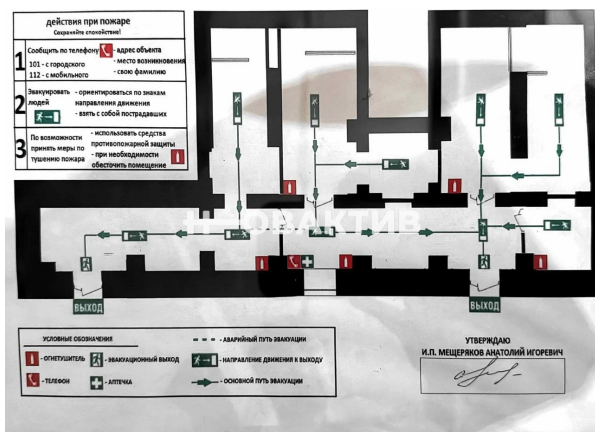 действия при пожаре
Сохраняйте спокойствие!
1 Сообщить по телефону
101 - с городского
112 - с мобильного
- адрес объекта
- место возникновения
- свою фамилию
2 Эвакуировать людей
- ориентироваться по знакам
направления движения
- взять с собой пострадавших
3 По возможности
принять меры по
тушению пожара
- использовать средства
противопожарной защиты
- при необходимости
обесточить помещение
ВЫХОД
ВЫХОД
УСЛОВНЫЕ ОБОЗНАЧЕНИЯ
- ОГНЕТУШИТЕЛЬ
- ЭВАКУАЦИОННЫЙ ВЫХОД
- ТЕЛЕФОН
- АПТЕЧКА
- АВАРИЙНЫЙ ПУТЬ ЭВАКУАЦИИ
- НАПРАВЛЕНИЕ ДВИЖЕНИЯ К ВЫХОДУ
- ОСНОВНОЙ ПУТЬ ЭВАКУАЦИИ
УТВЕРЖДАЮ
И.П. МЕЩЕРЯКОВ АНАТОЛИЙ ИГОРЕВИЧ